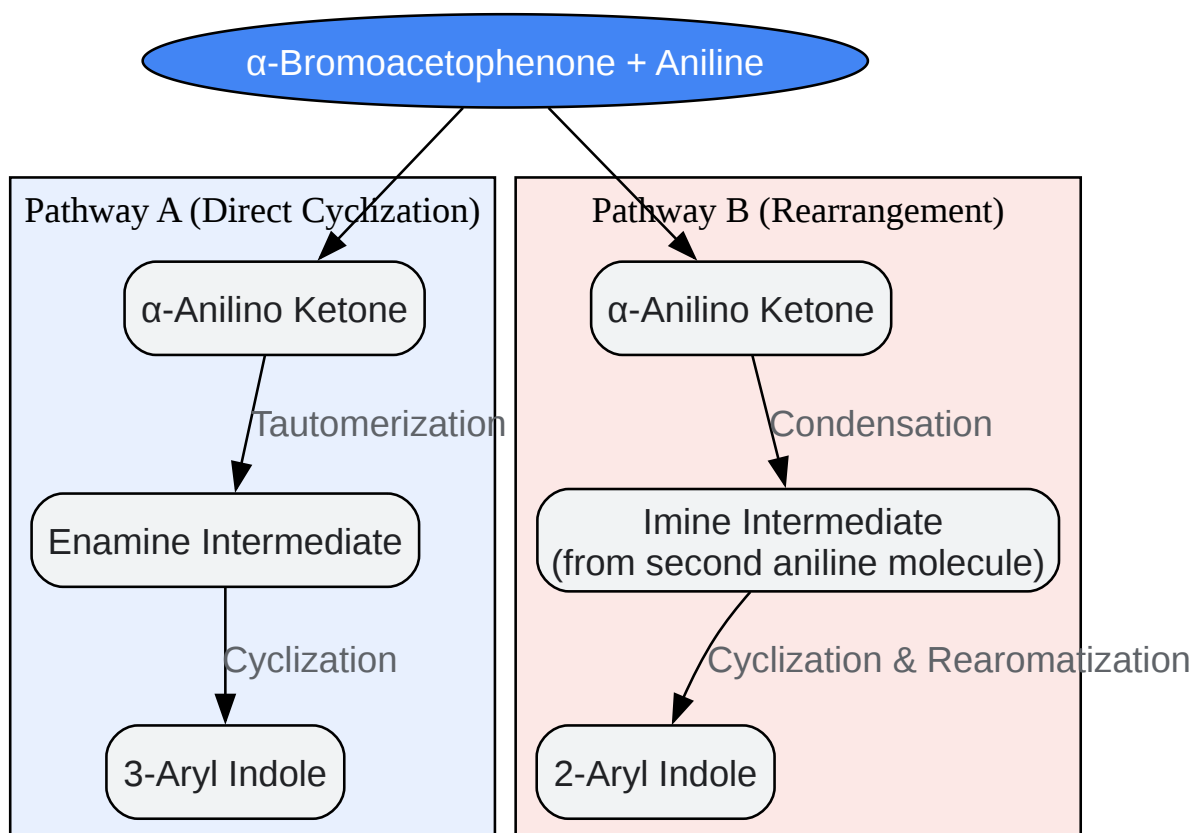 α-Bromoacetophenone + Aniline
Pathway A (Direct Cyclization)
α-Anilino Ketone
Tautomerization
Enamine Intermediate
Cyclization
3-Aryl Indole
Pathway B (Rearrangement)
α-Anilino Ketone
Condensation
Imine Intermediate
(from second aniline molecule)
Cyclization & Rearomatization
2-Aryl Indole